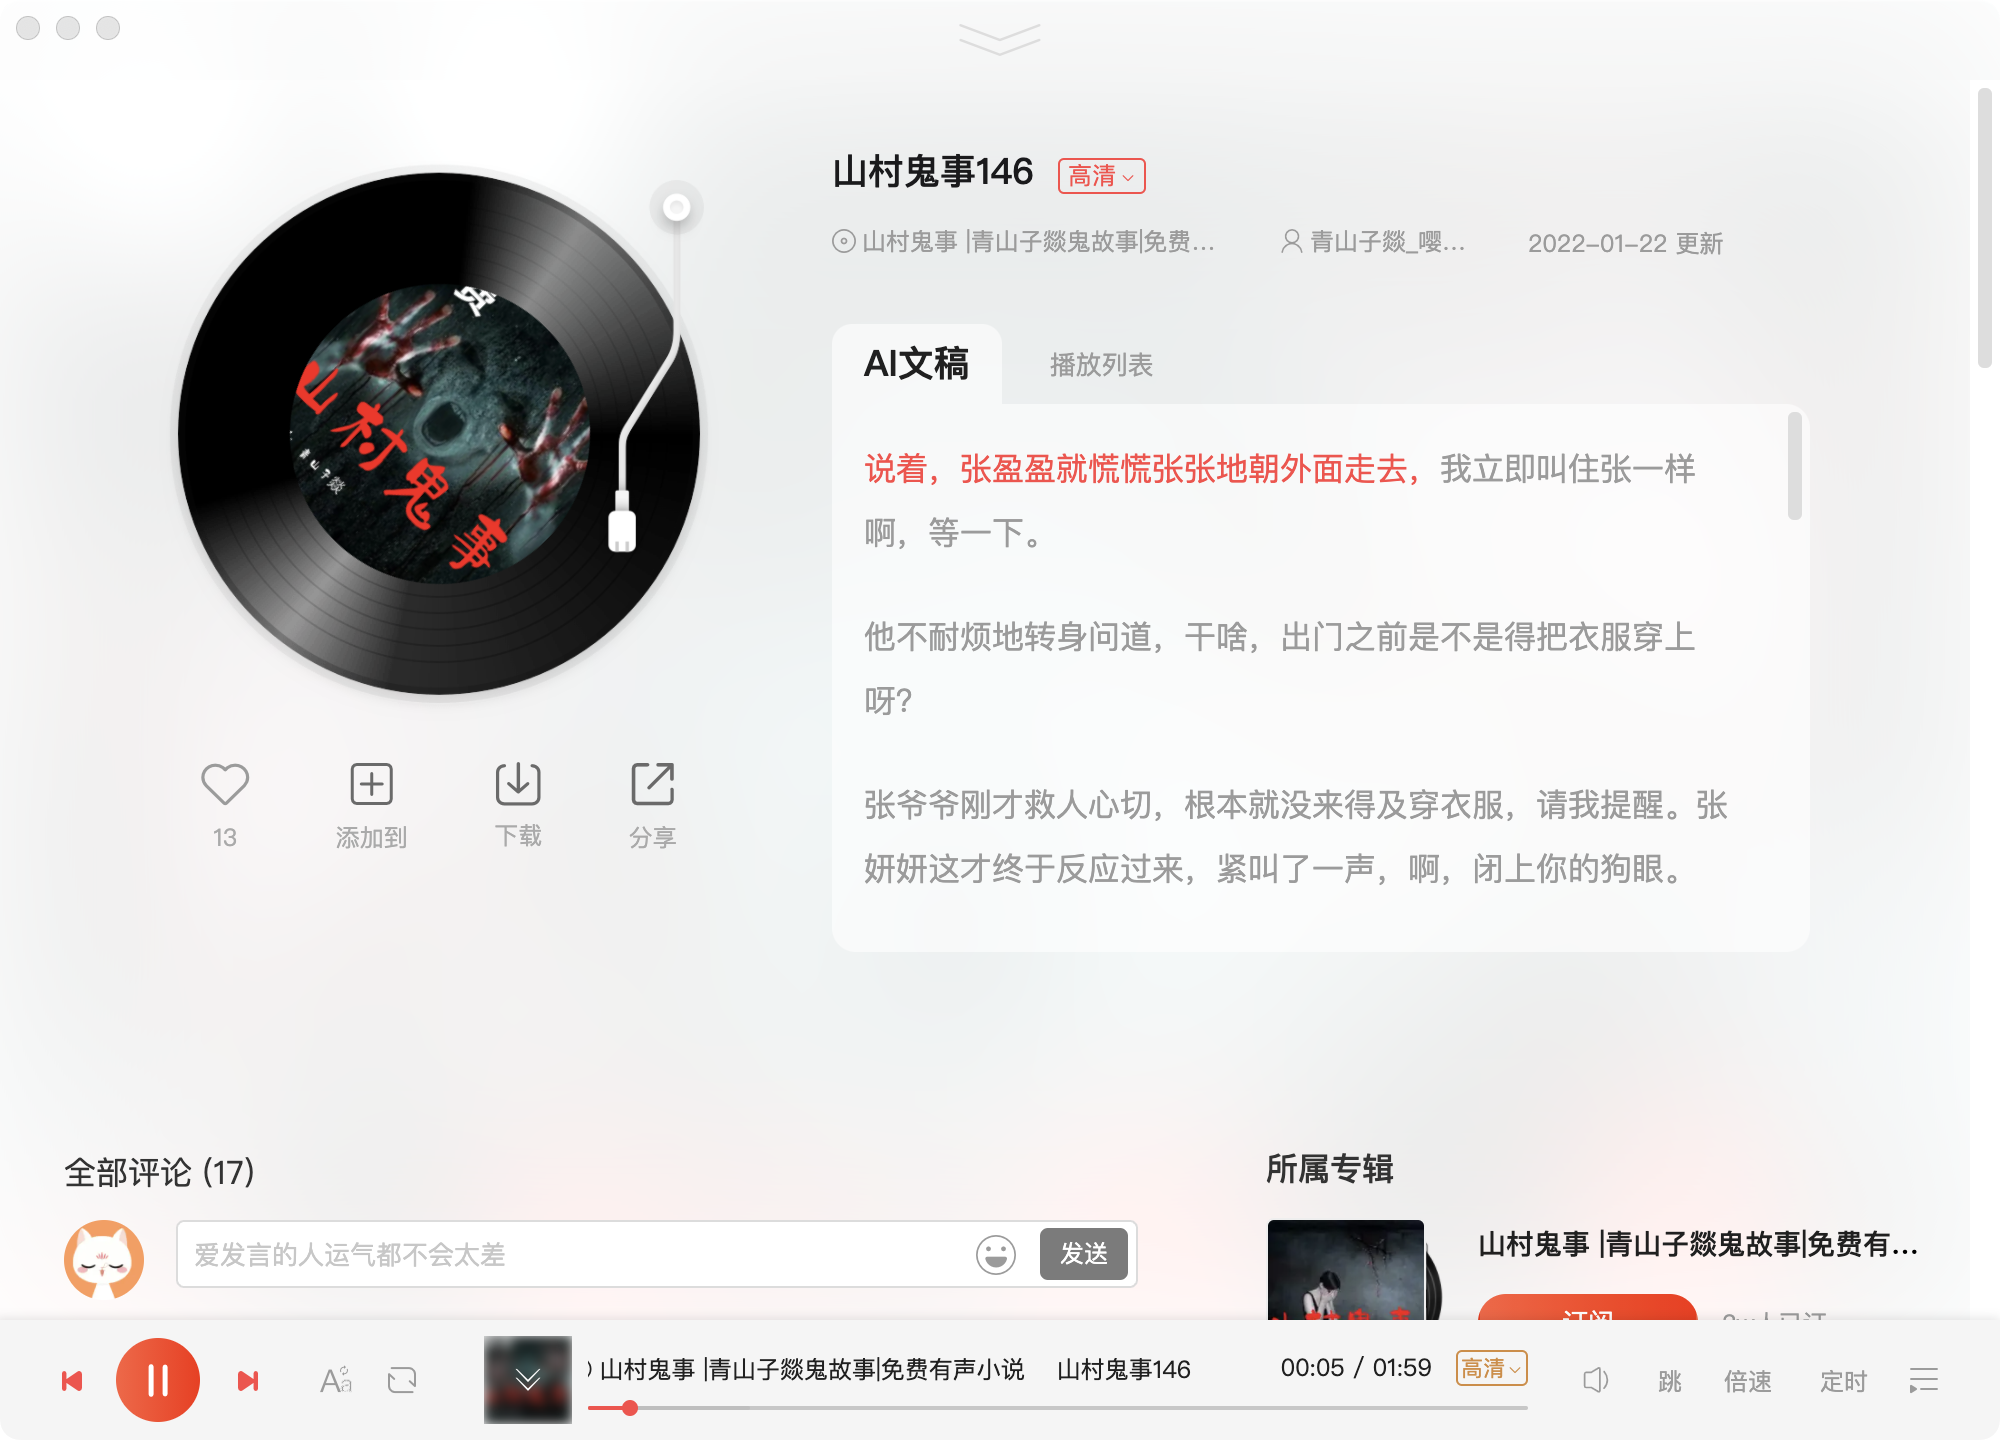 山村鬼事146 高清
山村鬼事 |青山子燚鬼故事|免费... 青山子燚_嘤... 2022-01-22 更新
山村鬼事
青山子燚
AI文稿 播放列表
说着，张盈盈就慌慌张张地朝外面走去，我立即叫住张一样
啊，等一下。
他不耐烦地转身问道，干啥，出门之前是不是得把衣服穿上
呀？
张爷爷刚才救人心切，根本就没来得及穿衣服，请我提醒。张
妍妍这才终于反应过来，紧叫了一声，啊，闭上你的狗眼。
13 添加到 下载 分享
全部评论 (17)
爱发言的人运气都不会太差 发送
所属专辑
山村鬼事 |青山子燚鬼故事|免费有...
订阅
山村鬼事 |青山子燚鬼故事|免费有声小说 山村鬼事146 00:05 / 01:59 高清
跳 倍速 定时